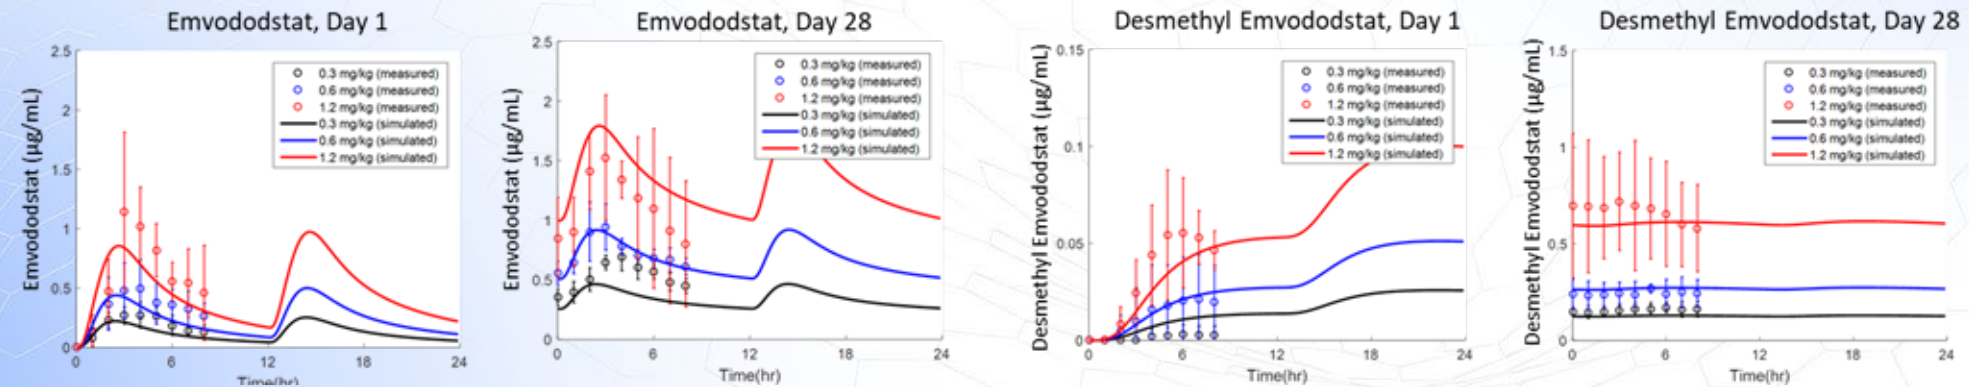 Emvododstat, Day 1
Emvododstat (µg/mL)
2.5
2
1.5
1
0.5
0
0.3 mg/kg (measured)
0.6 mg/kg (measured)
1.2 mg/kg (measured)
0.3 mg/kg (simulated)
0.6 mg/kg (simulated)
1.2 mg/kg (simulated)
0 6 12 18 24
Time(hr)
Emvododstat, Day 28
Emvododstat (µg/mL)
2.5
2
1.5
1
0.5
0
0.3 mg/kg (measured)
0.6 mg/kg (measured)
1.2 mg/kg (measured)
0.3 mg/kg (simulated)
0.6 mg/kg (simulated)
1.2 mg/kg (simulated)
0 6 12 18 24
Time(hr)
Desmethyl Emvododstat, Day 1
Desmethyl Emvododstat (µg/mL)
0.15
0.1
0.05
0
0.3 mg/kg (measured)
0.6 mg/kg (measured)
1.2 mg/kg (measured)
0.3 mg/kg (simulated)
0.6 mg/kg (simulated)
1.2 mg/kg (simulated)
0 6 12 18 24
Time(hr)
Desmethyl Emvododstat, Day 28
Desmethyl Emvododstat (µg/mL)
1.5
1
0.5
0
0.3 mg/kg (measured)
0.6 mg/kg (measured)
1.2 mg/kg (measured)
0.3 mg/kg (simulated)
0.6 mg/kg (simulated)
1.2 mg/kg (simulated)
0 6 12 18 24
Time(hr)